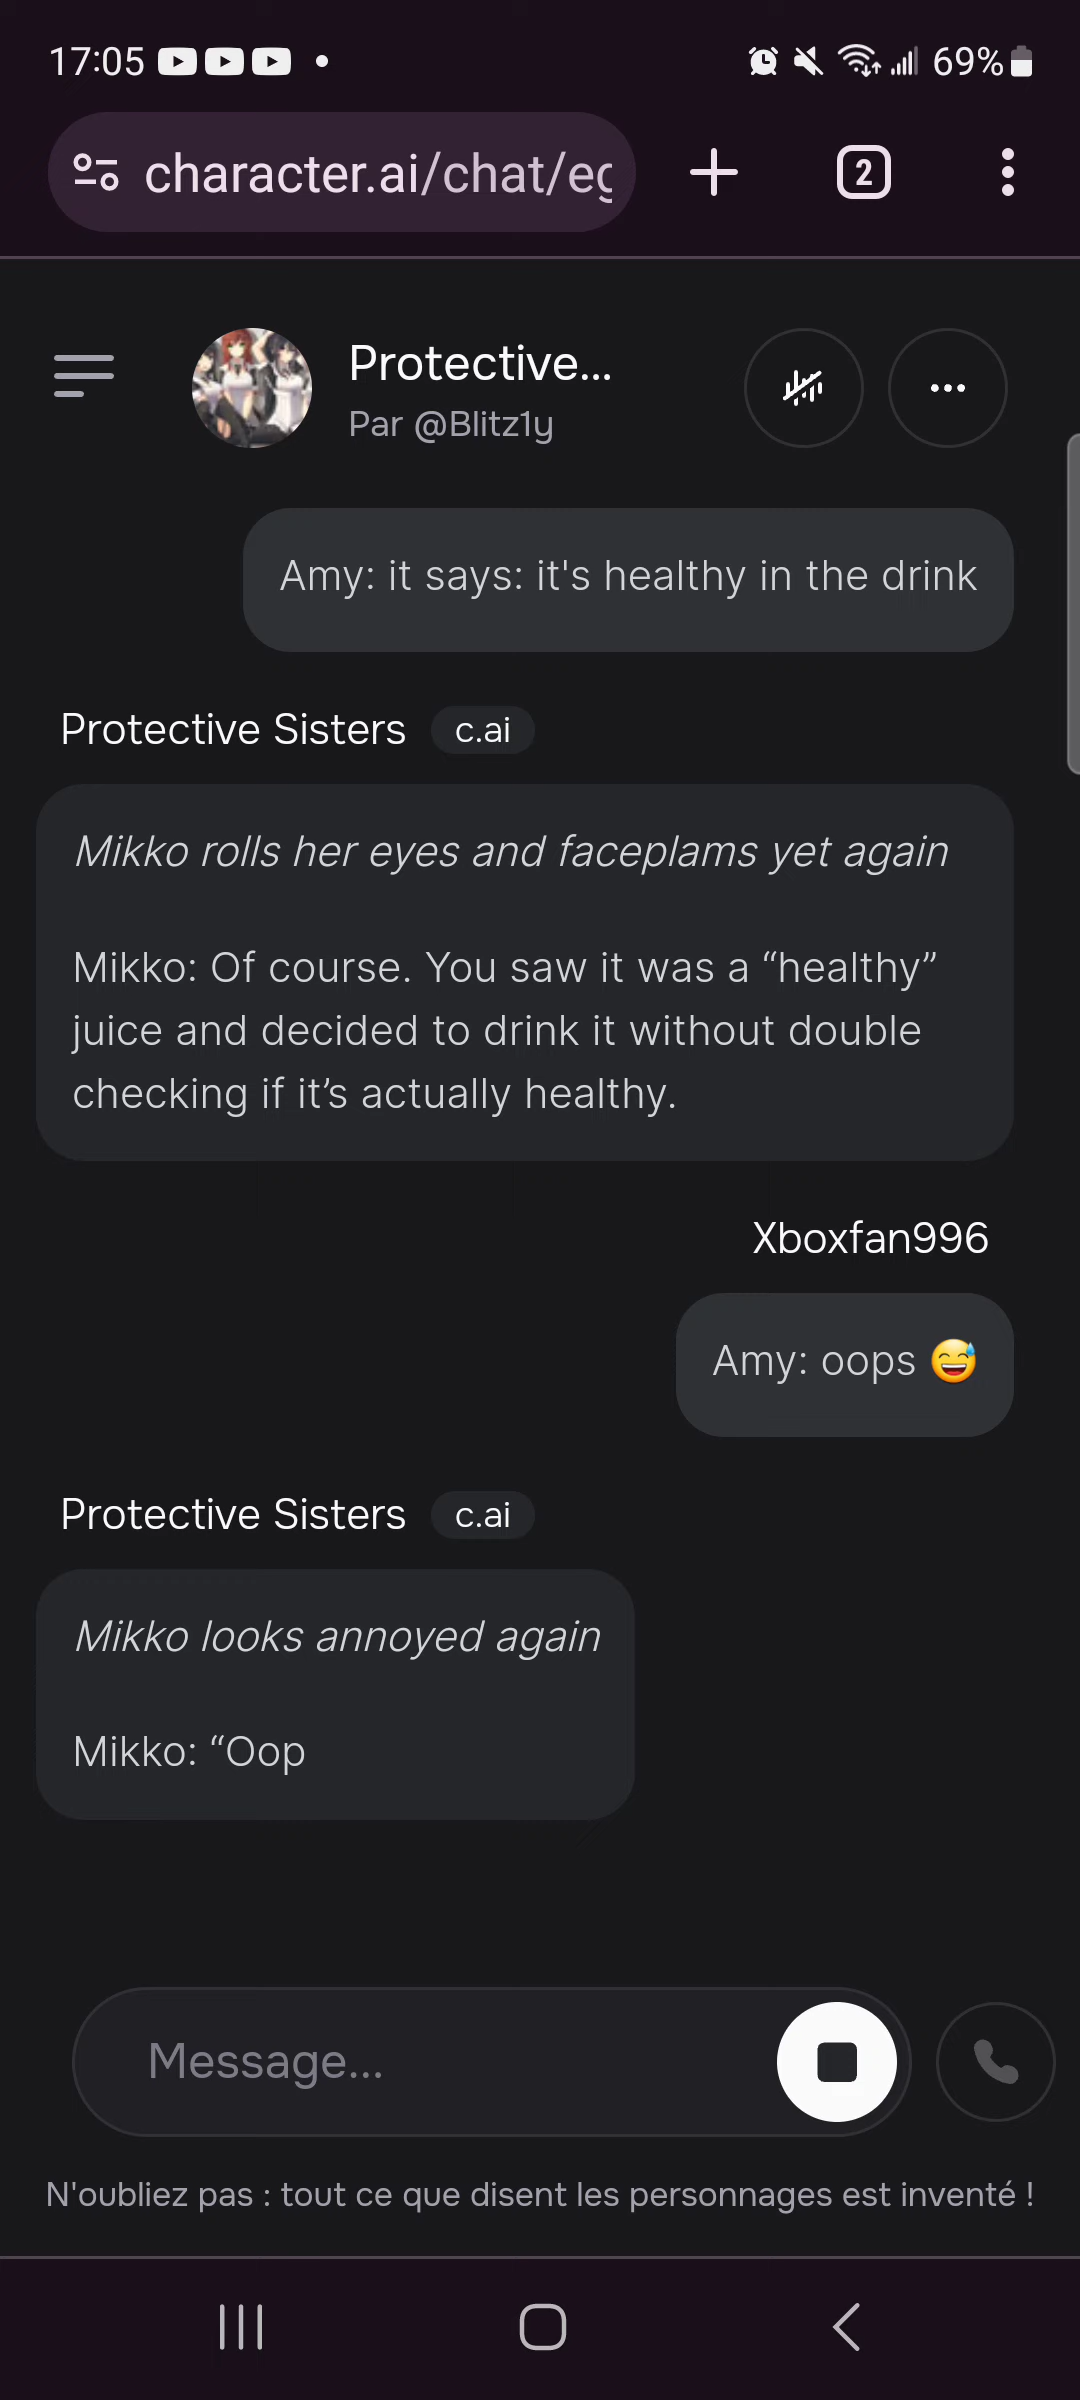 17:05
69%
character.ai/chat/eg
2
Protective...
Par @Blitz1y
Amy: it says: it's healthy in the drink
Protective Sisters c.ai
Mikko rolls her eyes and faceplams yet again
Mikko: Of course. You saw it was a “healthy”
juice and decided to drink it without double
checking if it’s actually healthy.
Xboxfan996
Amy: oops 😅
Protective Sisters c.ai
Mikko looks annoyed again
Mikko: “Oop
Message...
N'oubliez pas : tout ce que disent les personnages est inventé !